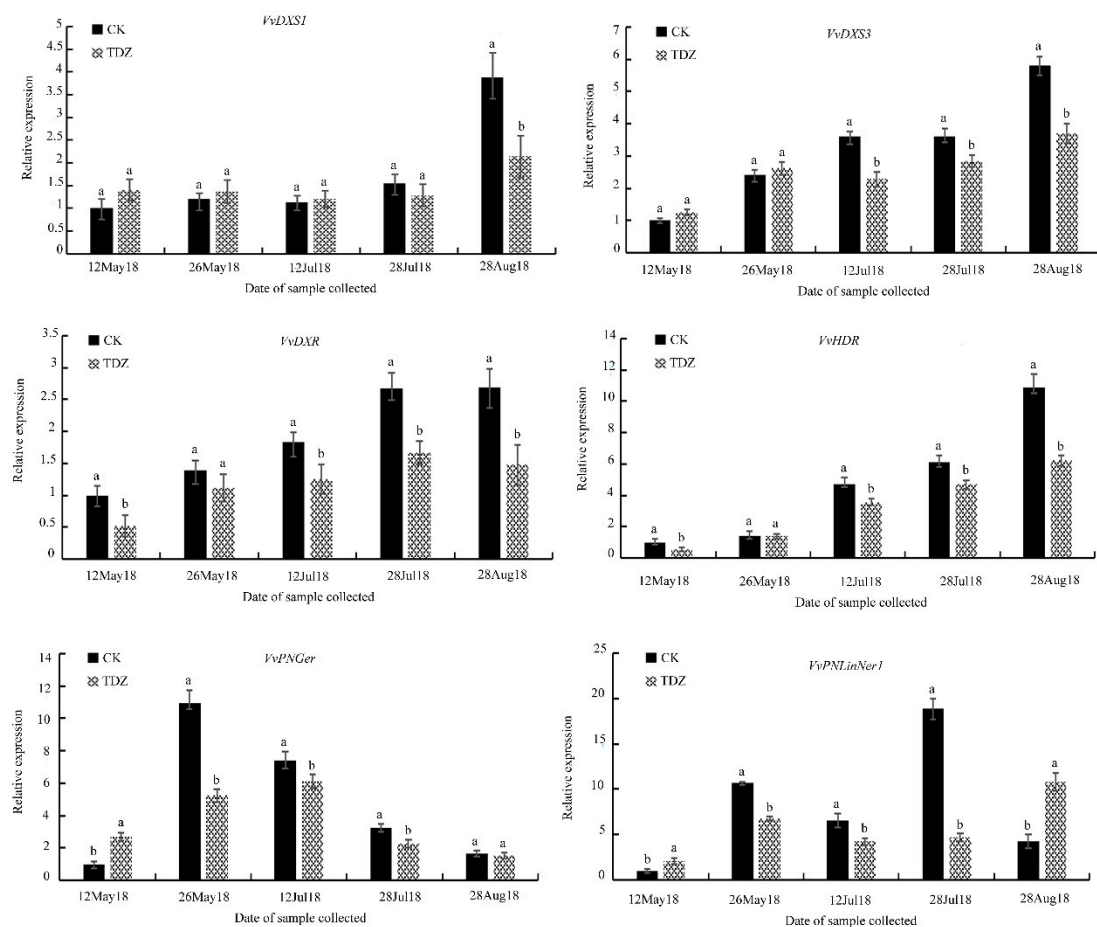 VvDXS1
CK
TDZ
Relative expression
5
4.5
4
3.5
3
2.5
2
1.5
1
0.5
0
a a a a a a a a a b
12May18 26May18 12Jul18 28Jul18 28Aug18
Date of sample collected
VvDXS3
CK
TDZ
Relative expression
7
6
5
4
3
2
1
0
a a a a a b a b a b
12May18 26May18 12Jul18 28Jul18 28Aug18
Date of sample collected
VvDXR
CK
TDZ
Relative expression
3.5
3
2.5
2
1.5
1
0.5
0
a b a a a b a b a b
12May18 26May18 12Jul18 28Jul18 28Aug18
Date of sample collected
VvHDR
CK
TDZ
Relative expression
14
12
10
8
6
4
2
0
a b a a a b a b a b
12May18 26May18 12Jul18 28Jul18 28Aug18
Date of sample collected
VvPNGer
CK
TDZ
Relative expression
14
12
10
8
6
4
2
0
b a a b a b a b a a
12May18 26May18 12Jul18 28Jul18 28Aug18
Date of sample collected
VvPNLinNer1
CK
TDZ
Relative expression
25
20
15
10
5
0
b a a b a b a b b a
12May18 26May18 12Jul18 28Jul18 28Aug18
Date of sample collected